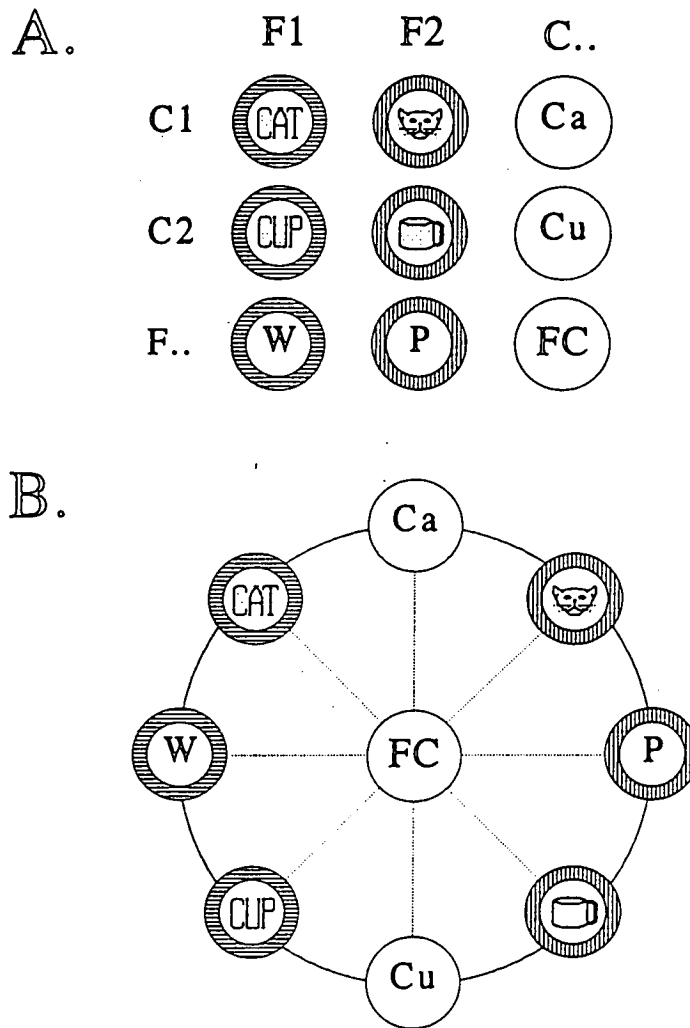 A.
F1 F2 C..
C1 CAT Ca
C2 CUP Cu
F.. W P FC
B.
Ca
CAT
W FC P
CUP
Cu